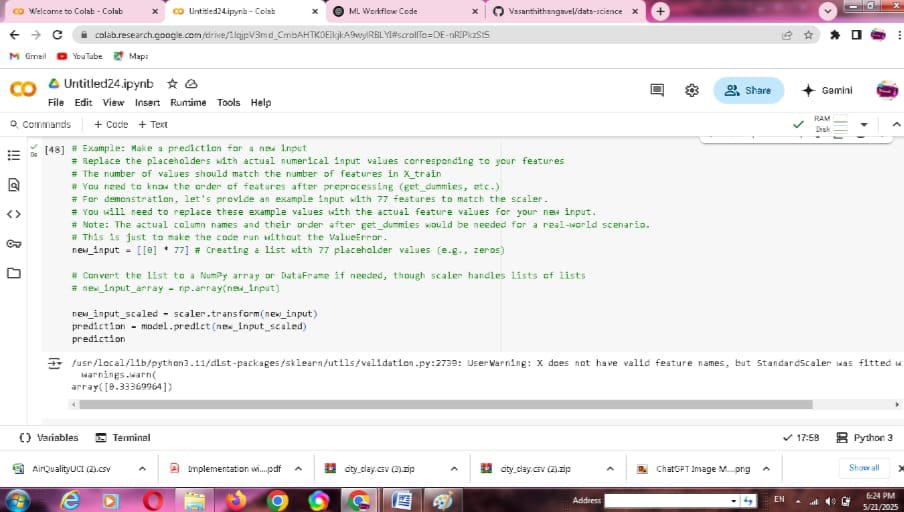 Welcome to Colab - Colab
Untitled24.ipynb - Colab
ML Workflow Code
Vasanthithangavel/data-science
Gmail
YouTube
Maps
Untitled24.ipynb
Share
Gemini
File Edit View Insert Runtime Tools Help
Commands + Code + Text
RAM
Disk
[48] # Example: Make a prediction for a new input
0s
# Replace the placeholders with actual numerical input values corresponding to your features
# The number of values should match the number of features in X_train
# You need to know the order of features after preprocessing (get_dummies, etc.)
# For demonstration, let's provide an example input with 77 features to match the scaler.
# You will need to replace these example values with the actual feature values for your new input.
# Note: The actual column names and their order after get_dummies would be needed for a real-world scenario.
# This is just to make the code run without the ValueError.
new_input = [[0] * 77] # Creating a list with 77 placeholder values (e.g., zeros)
# Convert the list to a NumPy array or DataFrame if needed, though scaler handles lists of lists
# new_input_array = np.array(new_input)
new_input_scaled = scaler.transform(new_input)
prediction = model.predict(new_input_scaled)
prediction
/usr/local/lib/python3.11/dist-packages/sklearn/utils/validation.py:2739: UserWarning: X does not have valid feature names, but StandardScaler was fitted w
warnings.warn(
array([0.33369964])
Variables
Terminal
17:58
Python 3
AirQualityUCI (2).csv
Implementation wi....pdf
city_day.csv (3).zip
city_day.csv (2).zip
ChatGPT Image M....png
Show all
Address
EN
6:24 PM
5/21/2025